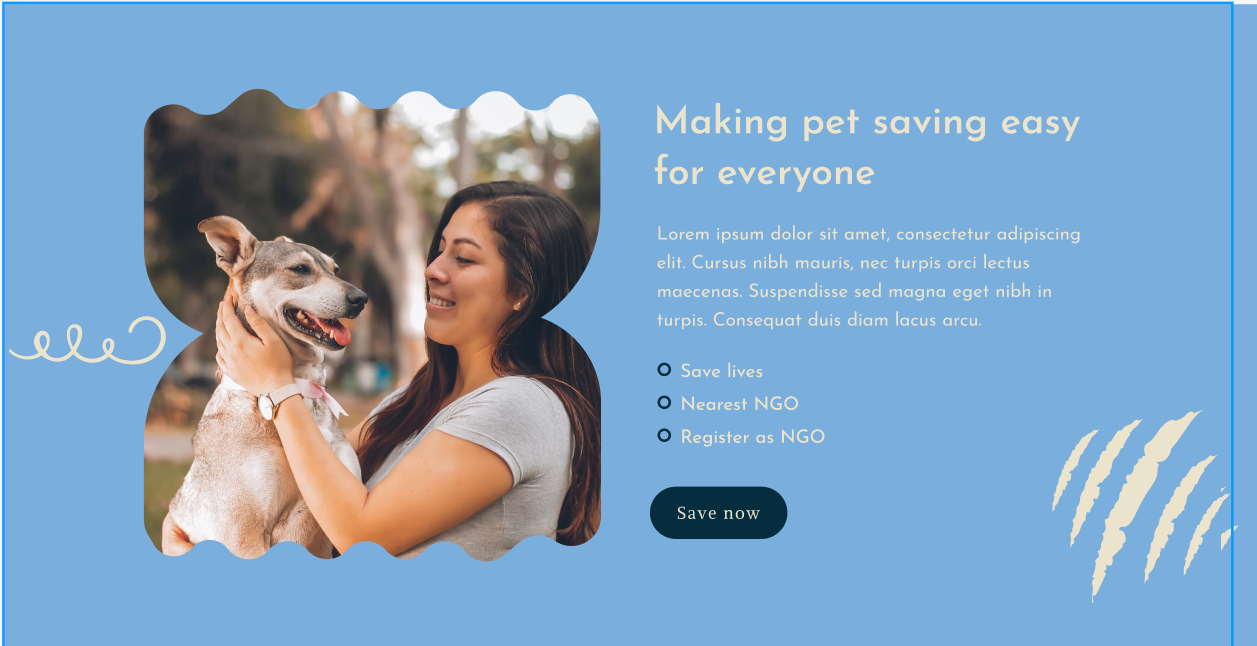 Making pet saving easy
for everyone
Lorem ipsum dolor sit amet, consectetur adipiscing
elit. Cursus nibh mauris, nec turpis orci lectus
maecenas. Suspendisse sed magna eget nibh in
turpis. Consequat duis diam lacus arcu.
Save lives
Nearest NGO
Register as NGO
Save now